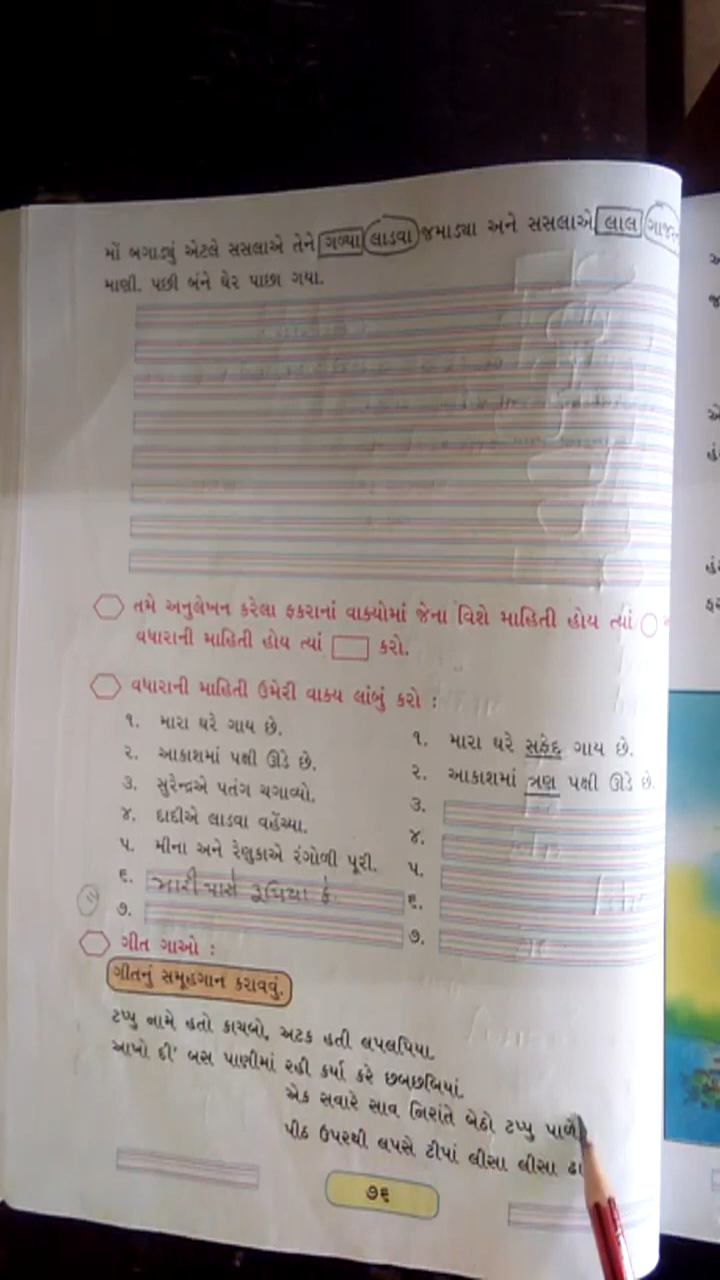 મોં બગાડ્યું એટલે સસલાએ તેને ગળ્યા લાડવા જમાડ્યા અને સસલાએ લાલ
માણી. પછી બંને ઘેર પાછા ગયા.
તમે અનુલેખન કરેલા ફકરાનાં વાક્યોમાં જેના વિશે માહિતી હોય ત્યાં
વધારાની માહિતી હોય ત્યાં કરો.
વધારાની માહિતી ઉમેરી વાક્ય લાંબું કરો :
૧. મારા ઘરે ગાય છે.
૨. આકાશમાં પક્ષી ઊડે છે.
૩. સુરેન્દ્રએ પતંગ ચગાવ્યો.
૪. દાદીએ લાડવા વહેંચ્યા.
૫. મીના અને રેણુકાએ રંગોળી પૂરી.
૬. મારી પાસે રૂપિયા છે.
૭.
૧. મારા ઘરે સફેદ ગાય છે.
૨. આકાશમાં ત્રણ પક્ષી ઊડે છે.
૩.
૪.
૫.
૬.
૭.
ગીત ગાઓ :
ગીતનું સમૂહગાન કરાવવું.
ટપ્પુ નામે હતો કાચબો, અટક હતી લપલપિયા.
આખો દી' બસ પાણીમાં રહી કર્યા કરે છબછબિયાં.
એક સવારે સાવ નિરાંતે બેઠો ટપ્પુ પાળે
પીઠ ઉપરથી લપસે ટીપાં લીસા લીસા ઢા
૭૬